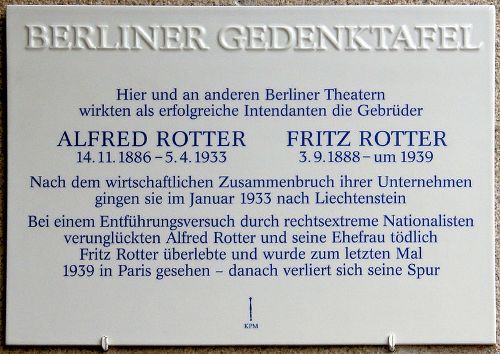 BERLINER GEDENKTAFEL
Hier und an anderen Berliner Theatern
wirkten als erfolgreiche Intendanten die Gebrüder
ALFRED ROTTER FRITZ ROTTER
14.11.1886 – 5.4.1933 3.9.1888 – um 1939
Nach dem wirtschaftlichen Zusammenbruch ihrer Unternehmen
gingen sie im Januar 1933 nach Liechtenstein
Bei einem Entführungsversuch durch rechtsextreme Nationalisten
verunglückten Alfred Rotter und seine Ehefrau tödlich
Fritz Rotter überlebte und wurde zum letzten Mal
1939 in Paris gesehen – danach verliert sich seine Spur
KPM